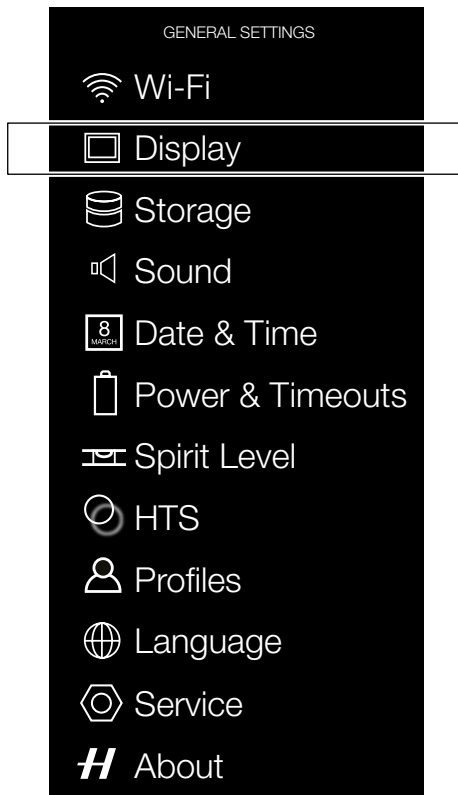 GENERAL SETTINGS
Wi-Fi
Display
Storage
Sound
8
MARCH
Date & Time
Power & Timeouts
Spirit Level
HTS
Profiles
Language
Service
H About